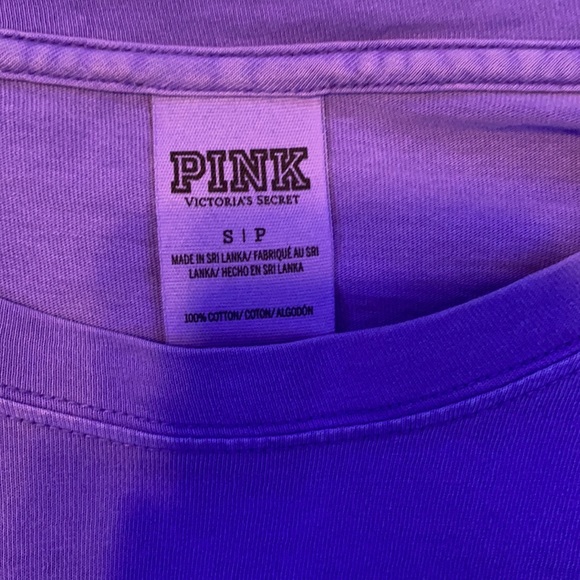 PINK
VICTORIA'S SECRET
S | P
MADE IN SRI LANKA/ FABRIQUÉ AU SRI
LANKA/ HECHO EN SRI LANKA
100% COTTON/ COTON/ ALGODÓN